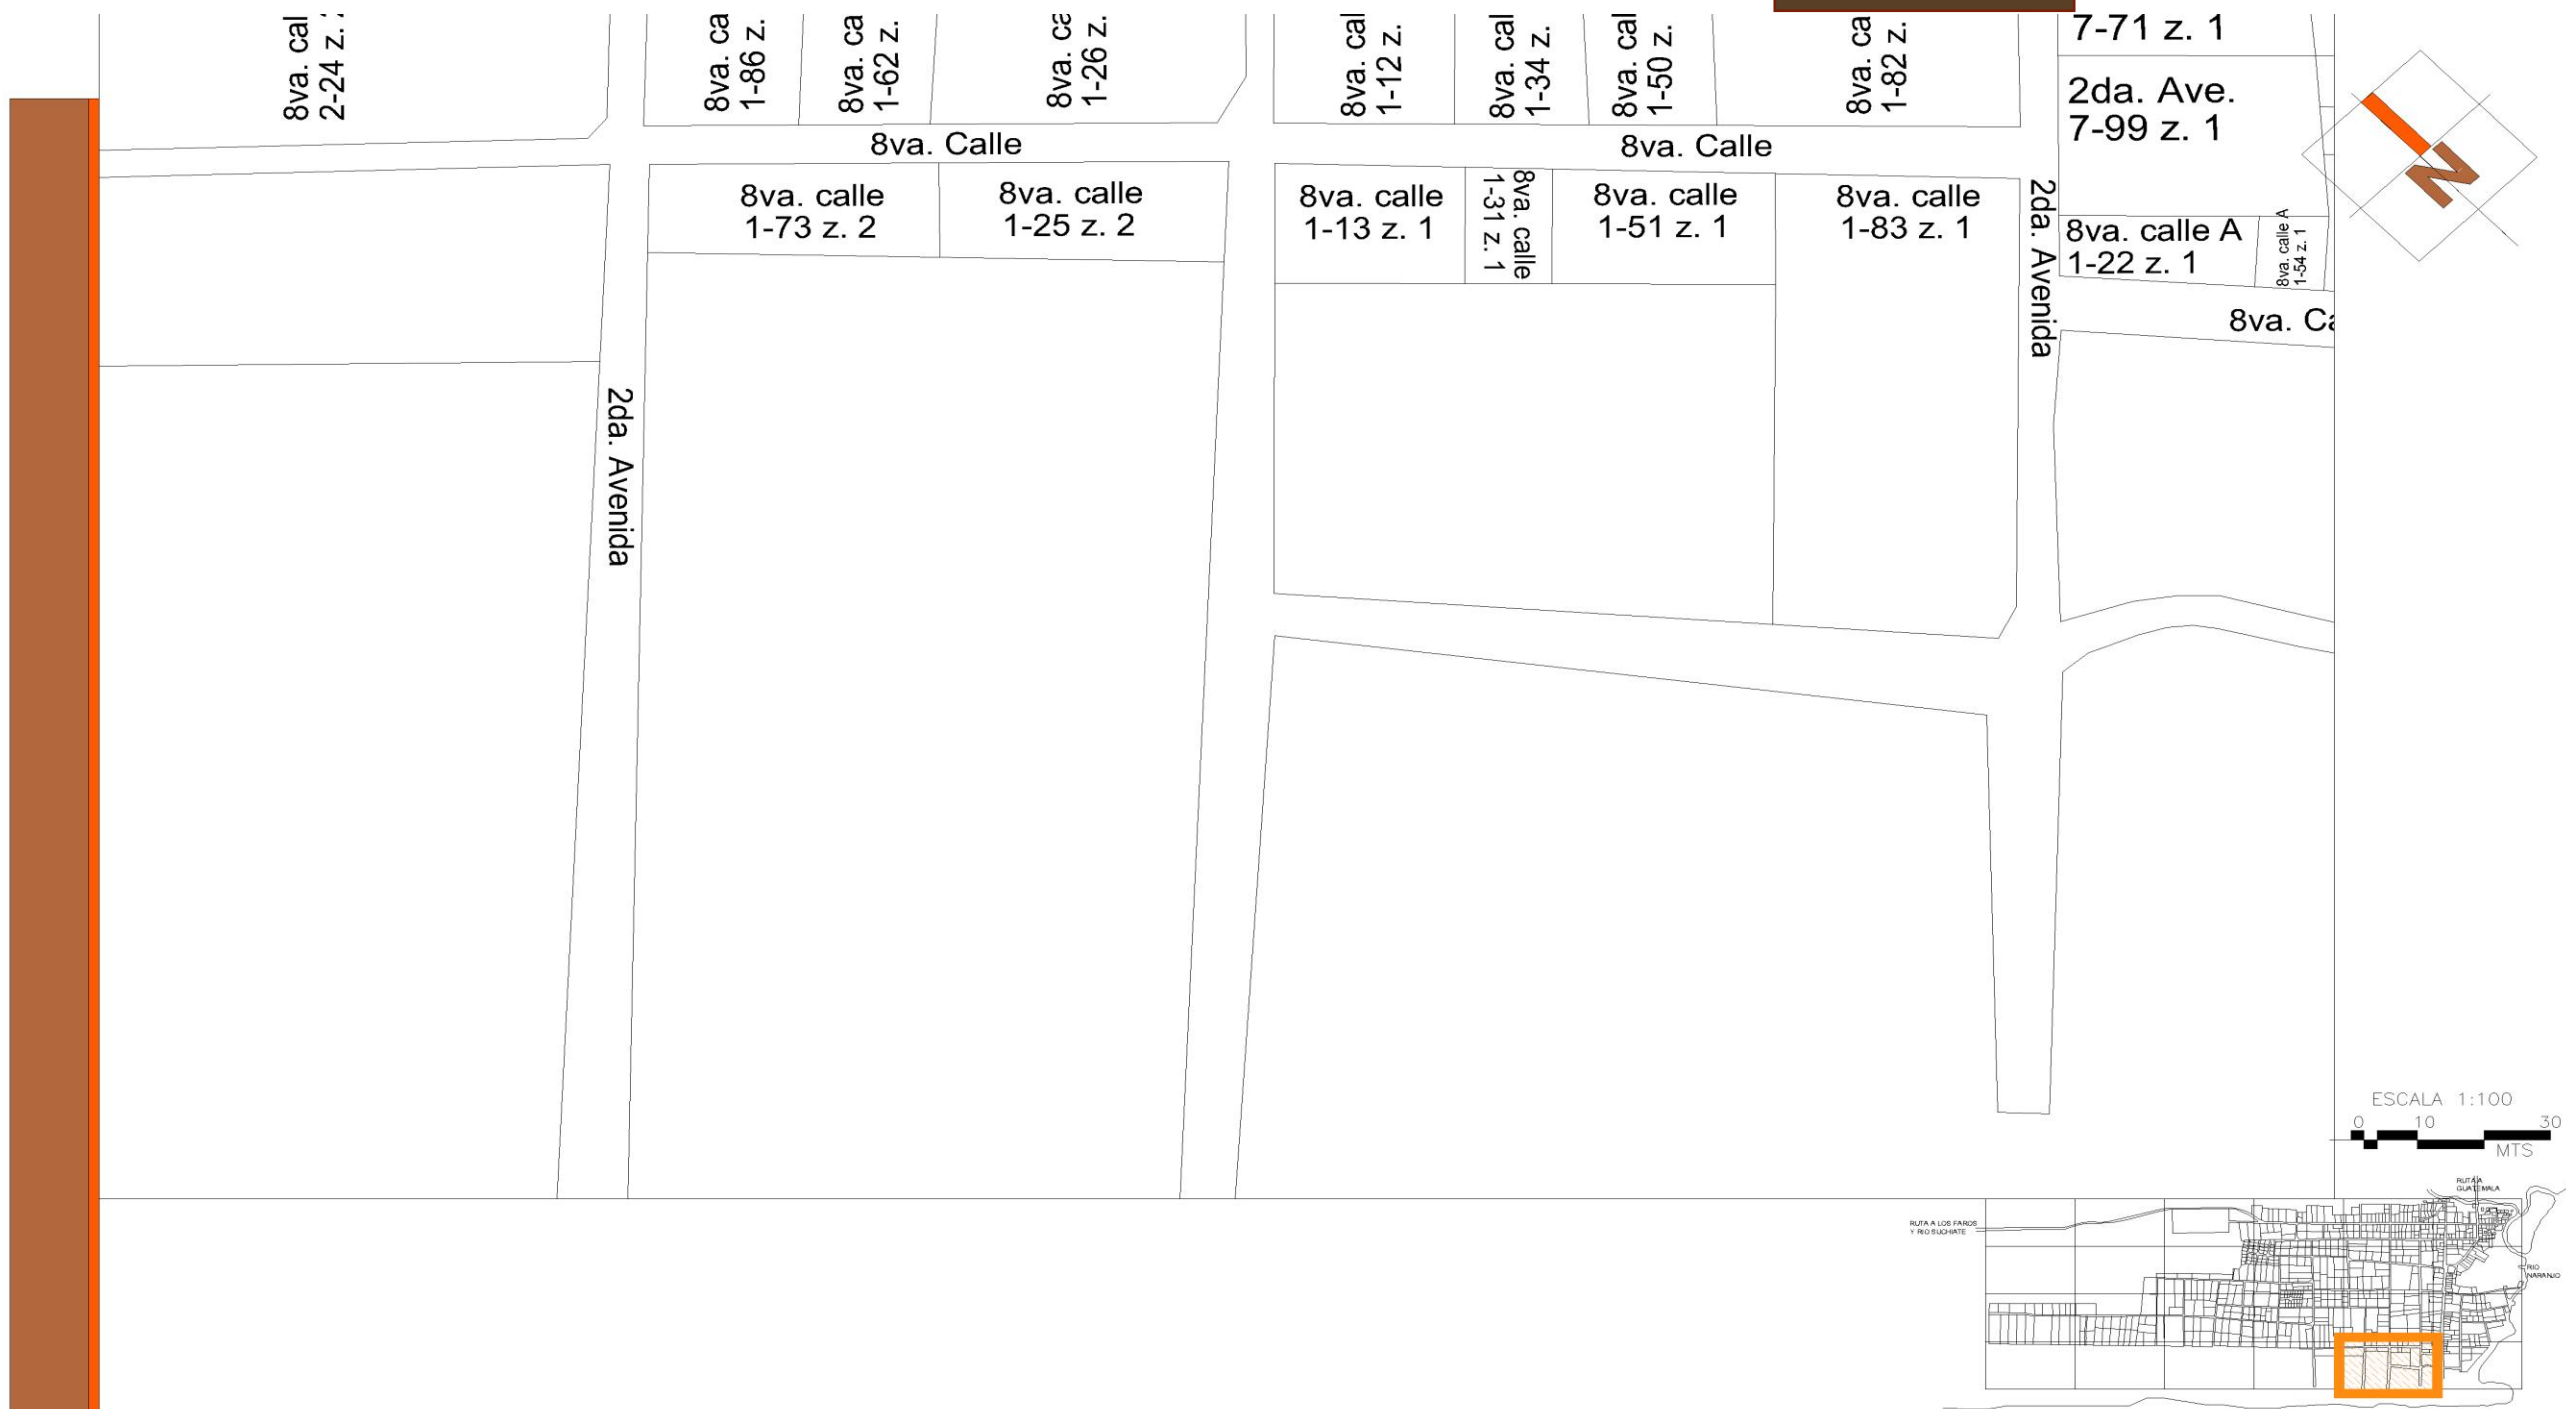 8va. cal
2-24 z.
8va. ca
1-86 z.
8va. ca
1-62 z.
8va. ca
1-26 z.
8va. cal
1-12 z.
8va. cal
1-34 z.
8va. cal
1-50 z.
8va. ca
1-82 z.
7-71 z. 1
2da. Ave.
7-99 z. 1
8va. Calle
8va. Calle
8va. calle
1-73 z. 2
8va. calle
1-25 z. 2
8va. calle
1-13 z. 1
8va. calle
1-31 z. 1
8va. calle
1-51 z. 1
8va. calle
1-83 z. 1
2da. Avenida
8va. calle A
1-22 z. 1
8va. calle A
1-54 z. 1
N
8va. Ca
2da. Avenida
ESCALA 1:100
0 10 30
MTS
RUTA A
GUATEMALA
RUTA A LOS FAROS
Y RIO SUCHIATE
RIO
NARANJO